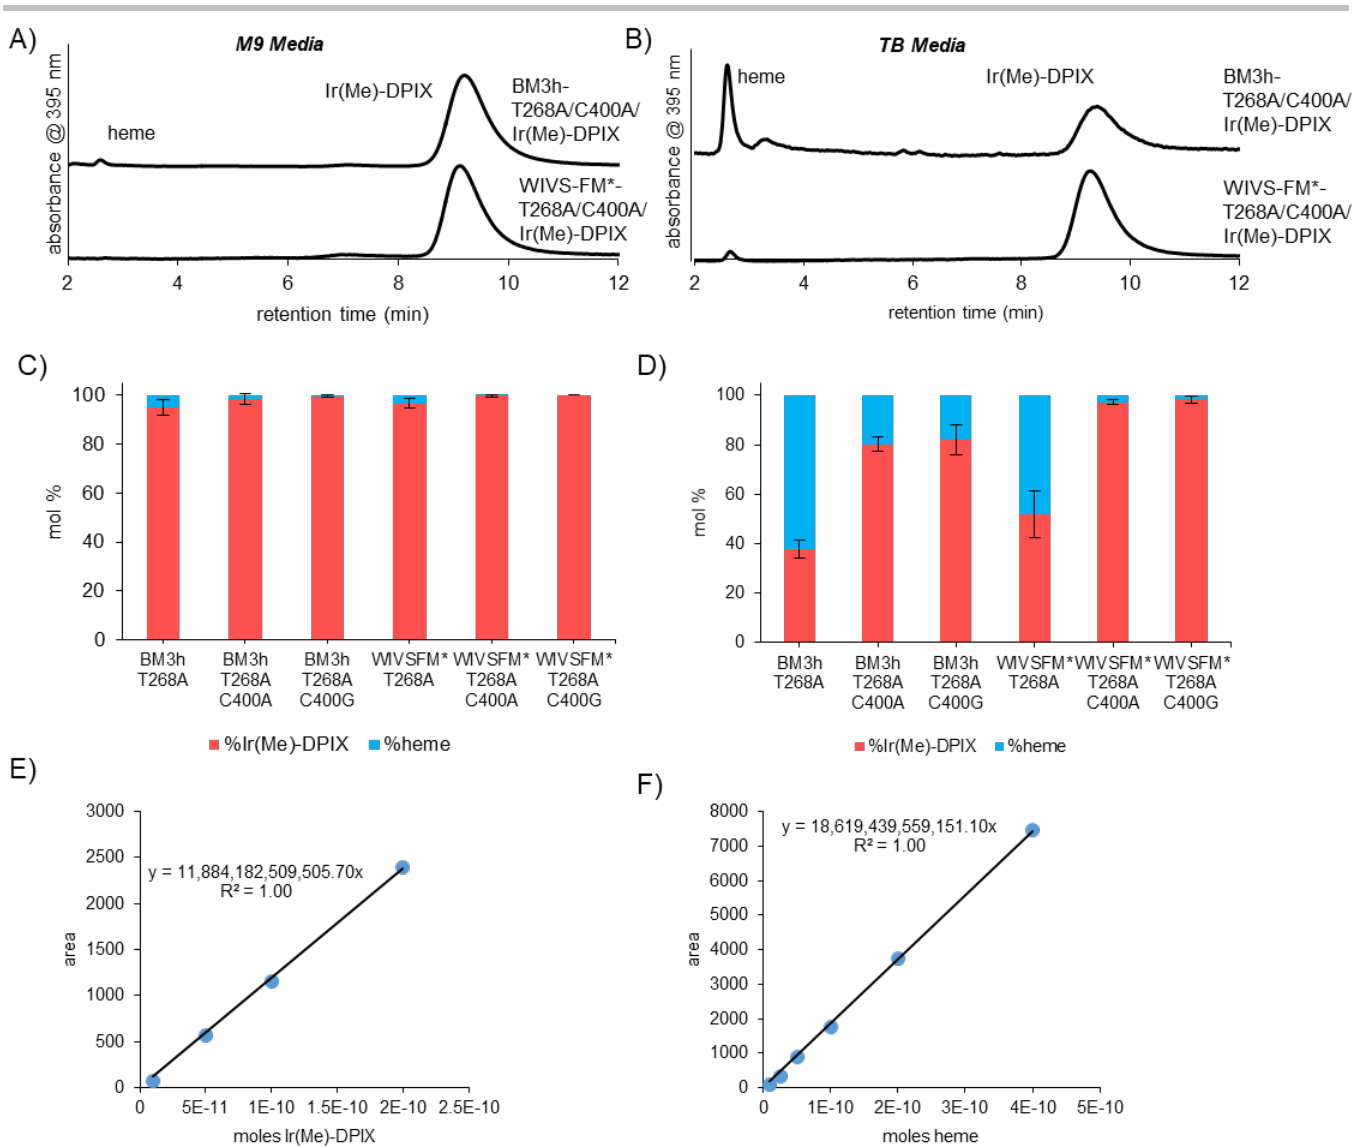 A)
M9 Media
absorbance @ 395 nm
heme
Ir(Me)-DPIX
BM3h-
T268A/C400A/
Ir(Me)-DPIX
WIVS-FM*-
T268A/C400A/
Ir(Me)-DPIX
absorbance @ 395 nm
2 4 6 8 10 12
retention time (min)
B)
TB Media
absorbance @ 395 nm
heme
Ir(Me)-DPIX
BM3h-
T268A/C400A/
Ir(Me)-DPIX
WIVS-FM*-
T268A/C400A/
Ir(Me)-DPIX
absorbance @ 395 nm
2 4 6 8 10 12
retention time (min)
C)
100
80
60
40
20
0
mol %
BM3h BM3h BM3h WIVSFM* WIVSFM* WIVSFM*
T268A T268A T268A T268A T268A T268A
C400A C400G C400A C400G
%Ir(Me)-DPIX %heme
D)
100
80
60
40
20
0
mol %
BM3h BM3h BM3h WIVSFM* WIVSFM* WIVSFM*
T268A T268A T268A T268A T268A T268A
C400A C400G C400A C400G
%Ir(Me)-DPIX %heme
E)
3000
2500
2000
1500
1000
500
0
area
y = 11,884,182,509,505.70x
R² = 1.00
0 5E-11 1E-10 1.5E-10 2E-10 2.5E-10
moles Ir(Me)-DPIX
F)
8000
7000
6000
5000
4000
3000
2000
1000
0
area
y = 18,619,439,559,151.10x
R² = 1.00
0 1E-10 2E-10 3E-10 4E-10 5E-10
moles heme